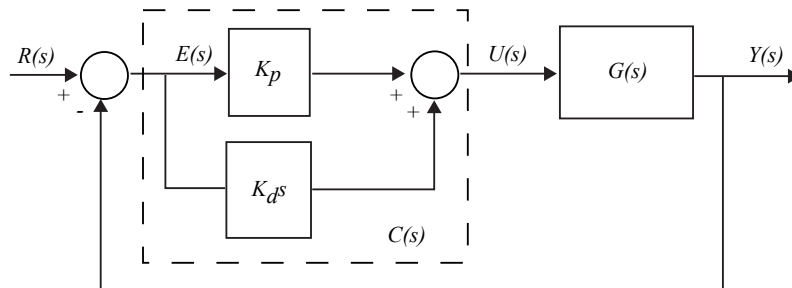 R(s)
+
-
E(s)
Kp
Kds
+
+
C(s)
U(s)
G(s)
Y(s)